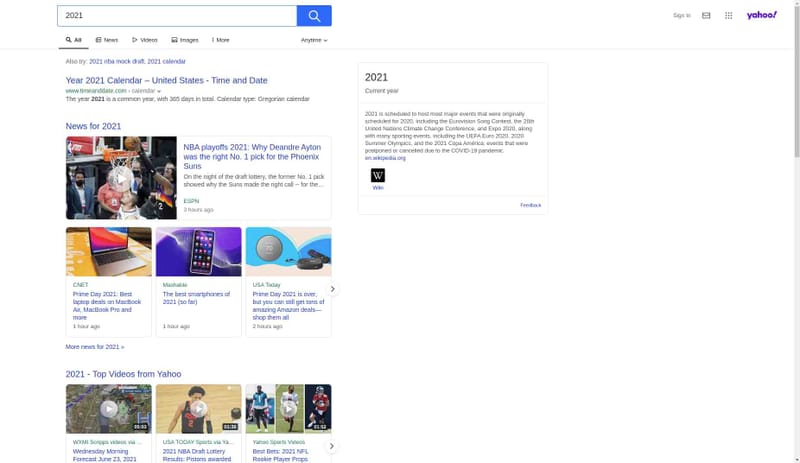 2021
Sign in
yahoo!
All
News
Videos
Images
More
Anytime
Also try: 2021 nba mock draft, 2021 calendar
Year 2021 Calendar – United States - Time and Date
www.timeanddate.com › calendar
The year 2021 is a common year, with 365 days in total. Calendar type: Gregorian calendar
News for 2021
NBA playoffs 2021: Why Deandre Ayton
was the right No. 1 pick for the Phoenix
Suns
On the night of the draft lottery, the former No. 1 pick
showed why the Suns made the right call -- for the...
ESPN
3 hours ago
CNET
Prime Day 2021: Best
laptop deals on MacBook
Air, MacBook Pro and
more
1 hour ago
Mashable
The best smartphones of
2021 (so far)
1 hour ago
USA Today
Prime Day 2021 is over,
but you can still get tons of
amazing Amazon deals—
shop them all
2 hours ago
More news for 2021 »
2021 - Top Videos from Yahoo
WXMI Scripps videos via ...
Wednesday Morning
Forecast June 23, 2021
01:36
USA TODAY Sports via Ya...
2021 NBA Draft Lottery
Results: Pistons awarded
01:52
Yahoo Sports Videos
Best Bets: 2021 NFL
Rookie Player Props
2021
Current year
2021 is scheduled to host most major events that were originally
scheduled for 2020, including the Eurovision Song Contest, the 26th
United Nations Climate Change Conference, and Expo 2020, along
with many sporting events, including the UEFA Euro 2020, 2020
Summer Olympics, and the 2021 Copa América; events that were
postponed or canceled due to the COVID-19 pandemic.
en.wikipedia.org
W
Wiki
Feedback